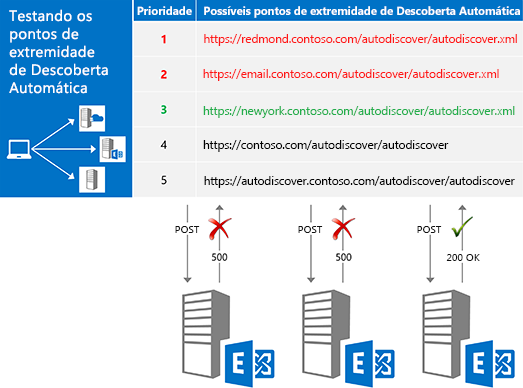 Testando os
pontos de
extremidade
de Descoberta
Automática
Prioridade Possíveis pontos de extremidade de Descoberta Automática
1 https://redmond.contoso.com/autodiscover/autodiscover.xml
2 https://email.contoso.com/autodiscover/autodiscover.xml
3 https://newyork.contoso.com/autodiscover/autodiscover.xml
4 https://contoso.com/autodiscover/autodiscover
5 https://autodiscover.contoso.com/autodiscover/autodiscover
POST 500 POST 500 POST 200 OK
E E E